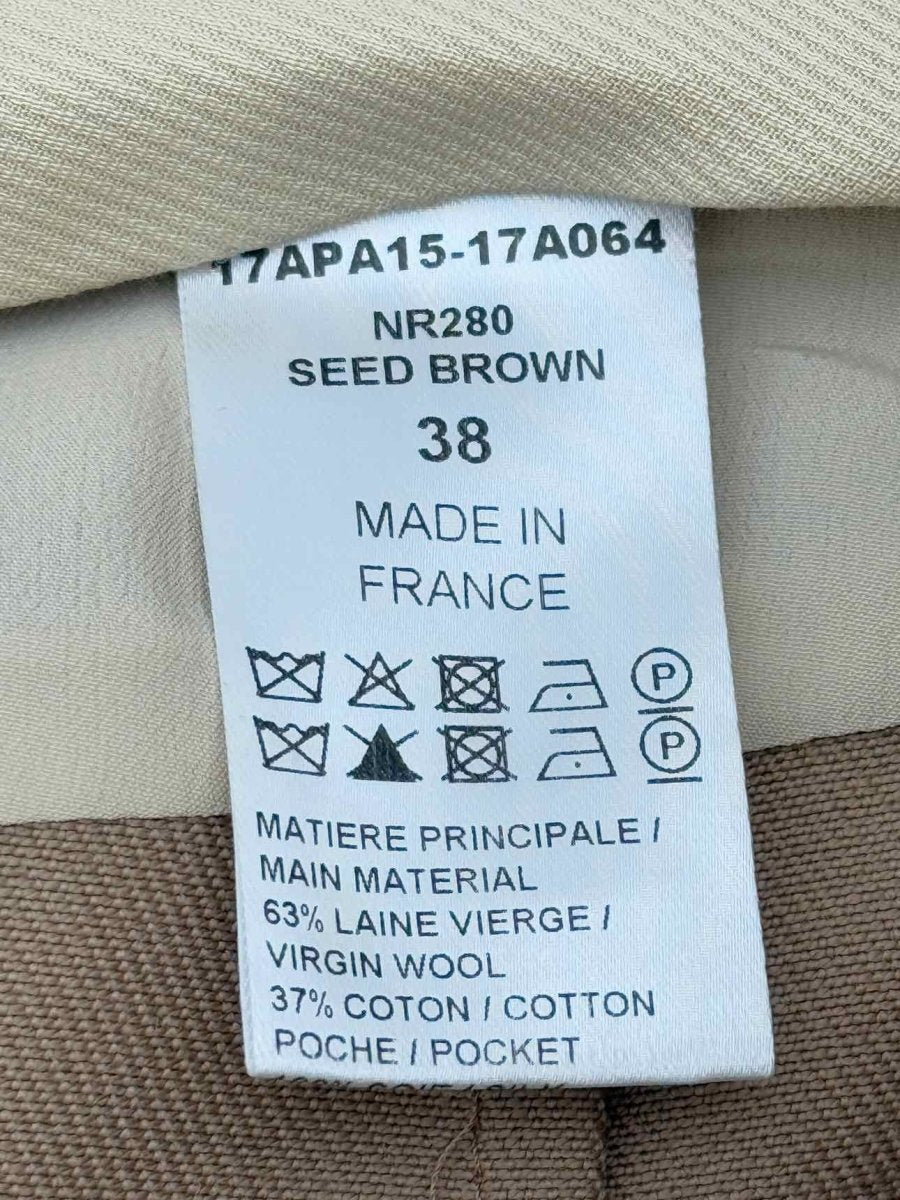 17APA15-17A064
NR280
SEED BROWN
38
MADE IN
FRANCE
P
P
MATIERE PRINCIPALE /
MAIN MATERIAL
63% LAINE VIERGE /
VIRGIN WOOL
37% COTON / COTTON
POCHE / POCKET